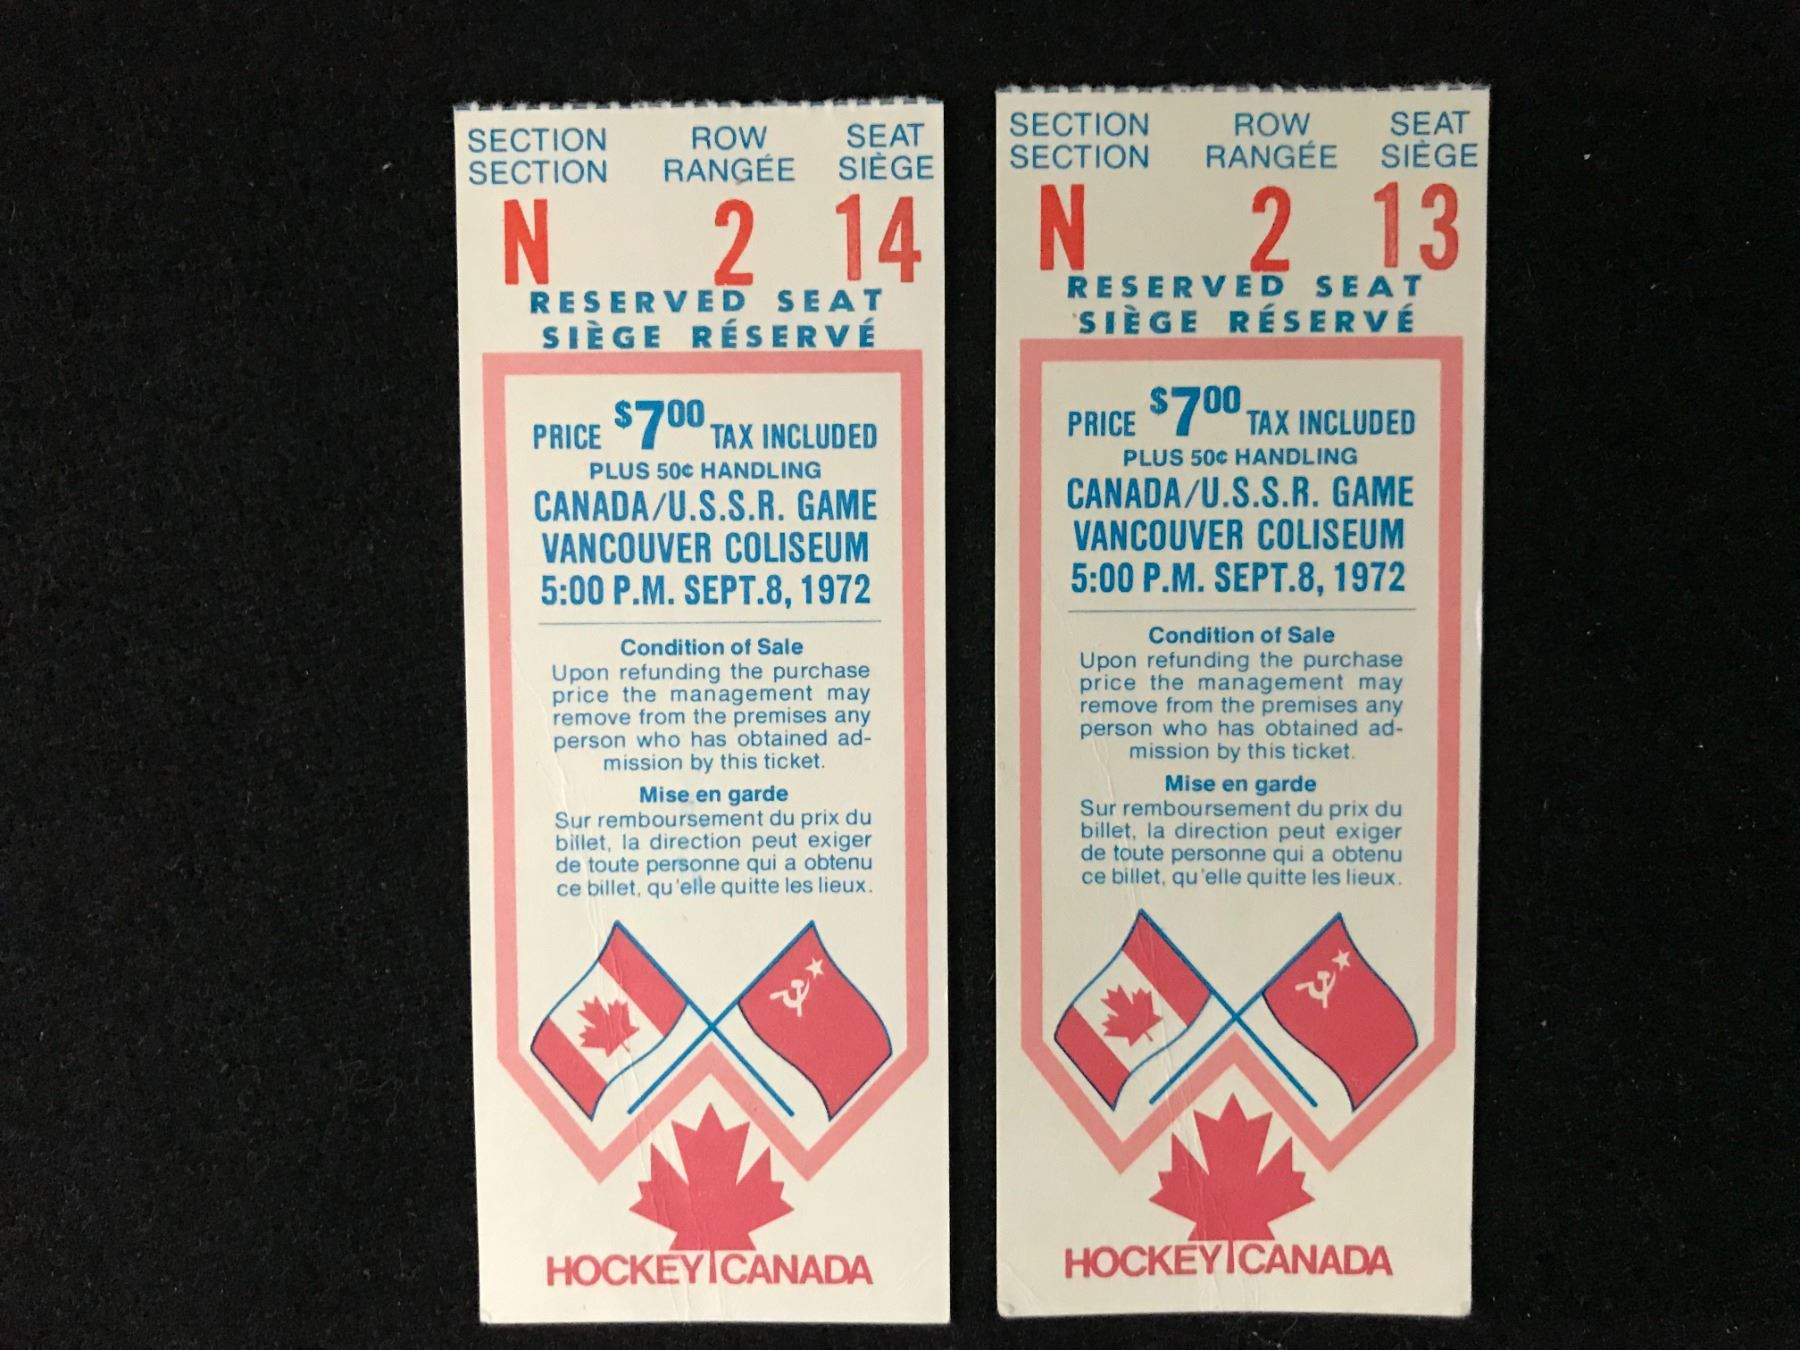 SECTION ROW SEAT
SECTION RANGÉE SIÈGE
N 2 14
RESERVED SEAT
SIÈGE RÉSERVÉ
PRICE $7.00 TAX INCLUDED
PLUS 50¢ HANDLING
CANADA/U.S.S.R. GAME
VANCOUVER COLISEUM
5:00 P.M. SEPT.8, 1972
Condition of Sale
Upon refunding the purchase
price the management may
remove from the premises any
person who has obtained ad-
mission by this ticket.
Mise en garde
Sur remboursement du prix du
billet, la direction peut exiger
de toute personne qui a obtenu
ce billet, qu'elle quitte les lieux.
HOCKEY CANADA
SECTION ROW SEAT
SECTION RANGÉE SIÈGE
N 2 13
RESERVED SEAT
SIÈGE RÉSERVÉ
PRICE $7.00 TAX INCLUDED
PLUS 50¢ HANDLING
CANADA/U.S.S.R. GAME
VANCOUVER COLISEUM
5:00 P.M. SEPT.8, 1972
Condition of Sale
Upon refunding the purchase
price the management may
remove from the premises any
person who has obtained ad-
mission by this ticket.
Mise en garde
Sur remboursement du prix du
billet, la direction peut exiger
de toute personne qui a obtenu
ce billet, qu'elle quitte les lieux.
HOCKEY CANADA